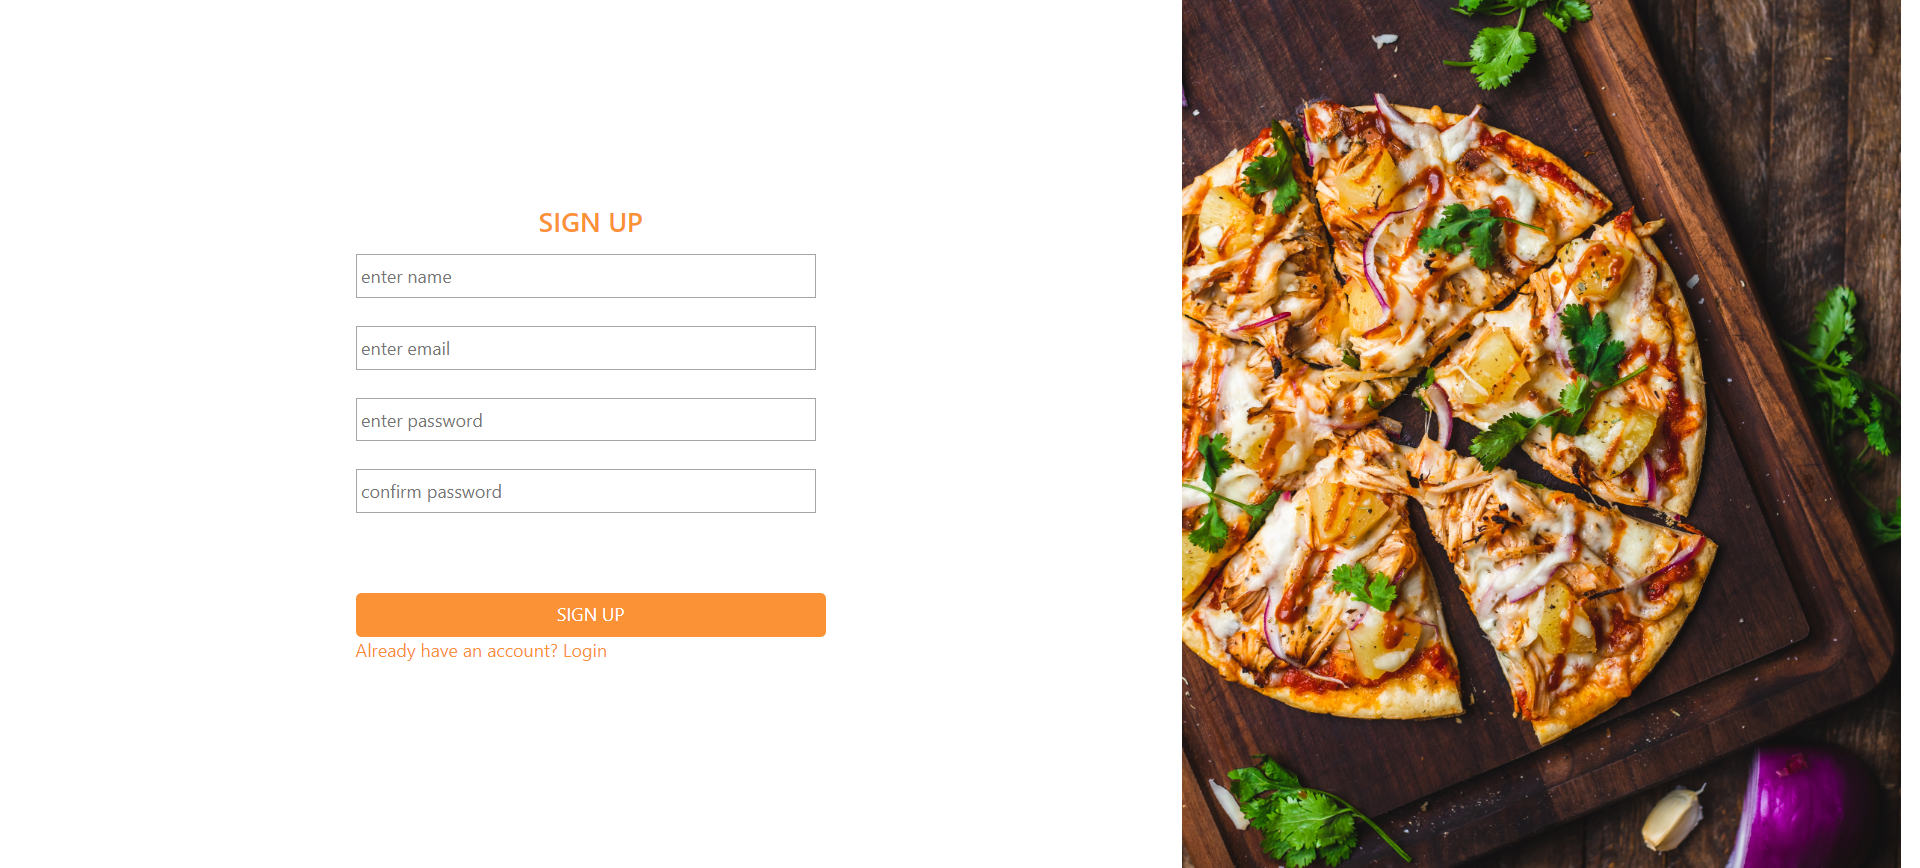 SIGN UP
enter name
enter email
enter password
confirm password
SIGN UP
Already have an account? Login